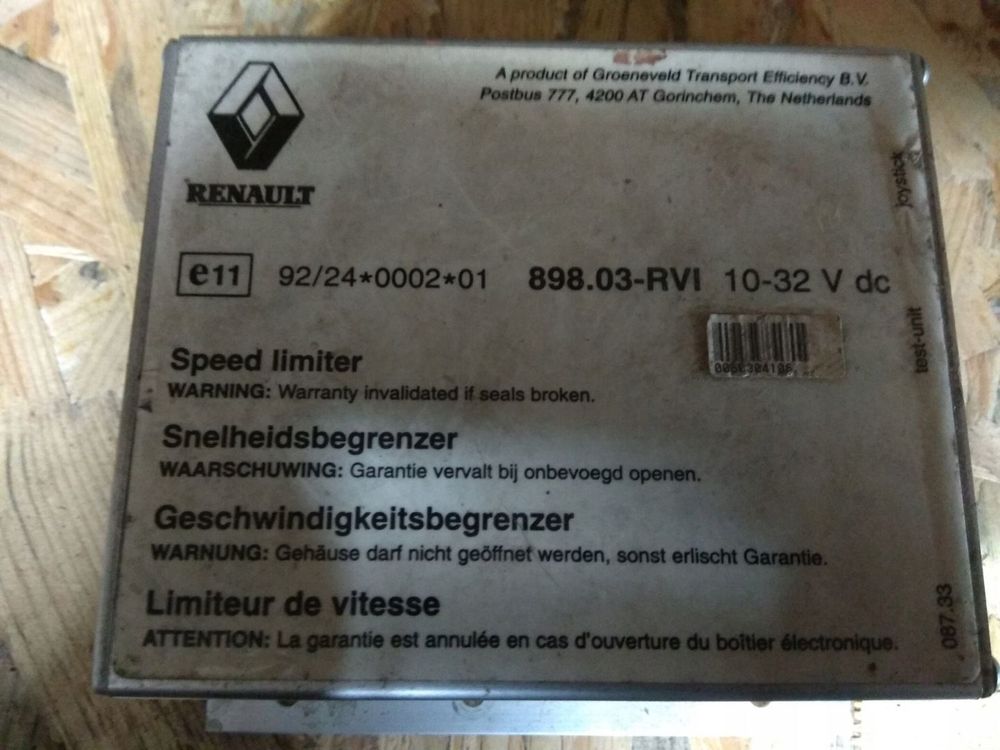 A product of Groeneveld Transport Efficiency B.V.
Postbus 777, 4200 AT Gorinchem, The Netherlands
RENAULT
joystick
e11 92/24*0002*01 898.03-RVI 10-32 V dc
test-unit
Speed limiter
WARNING: Warranty invalidated if seals broken.
Snelheidsbegrenzer
WAARSCHUWING: Garantie vervalt bij onbevoegd openen.
Geschwindigkeitsbegrenzer
WARNUNG: Gehäuse darf nicht geöffnet werden, sonst erlischt Garantie.
Limiteur de vitesse
ATTENTION: La garantie est annulée en cas d'ouverture du boîtier électronique.
087.33